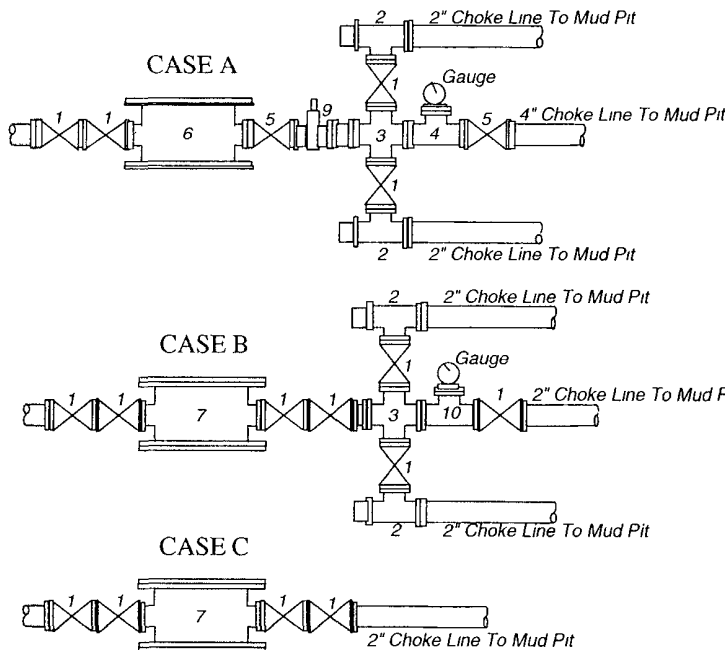 2 2" Choke Line To Mud Pit
CASE A
1 Gauge
1 1 6 5 9 3 4 5 4" Choke Line To Mud Pit
1
2 2" Choke Line To Mud Pit
2 2" Choke Line To Mud Pit
CASE B
1 Gauge
1 1 7 1 1 3 10 1 2" Choke Line To Mud P
1
2 2" Choke Line To Mud Pit
CASE C
1 1 7 1 1
2" Choke Line To Mud Pit